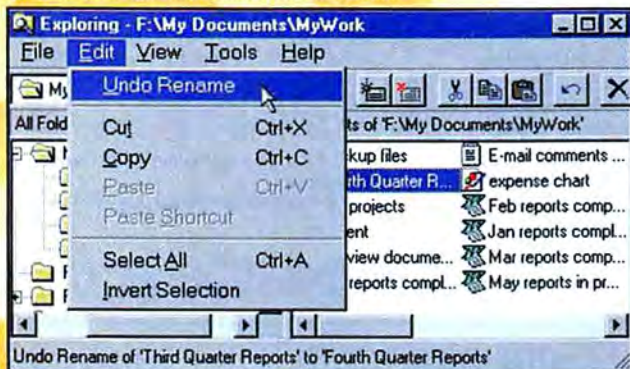 Exploring - F:\My Documents\MyWork
File Edit View Tools Help
My
Undo Rename
All Fold
ts of 'F:\My Documents\MyWork'
Cut Ctrl+X
Copy Ctrl+C
Paste Ctrl+V
Paste Shortcut
Select All Ctrl+A
Invert Selection
kup files
E-mail comments ...
rth Quarter R...
expense chart
projects
Feb reports comp...
ent
Jan reports compl...
view docume...
Mar reports comp...
reports compl...
May reports in pr...
Undo Rename of 'Third Quarter Reports' to 'Fourth Quarter Reports'